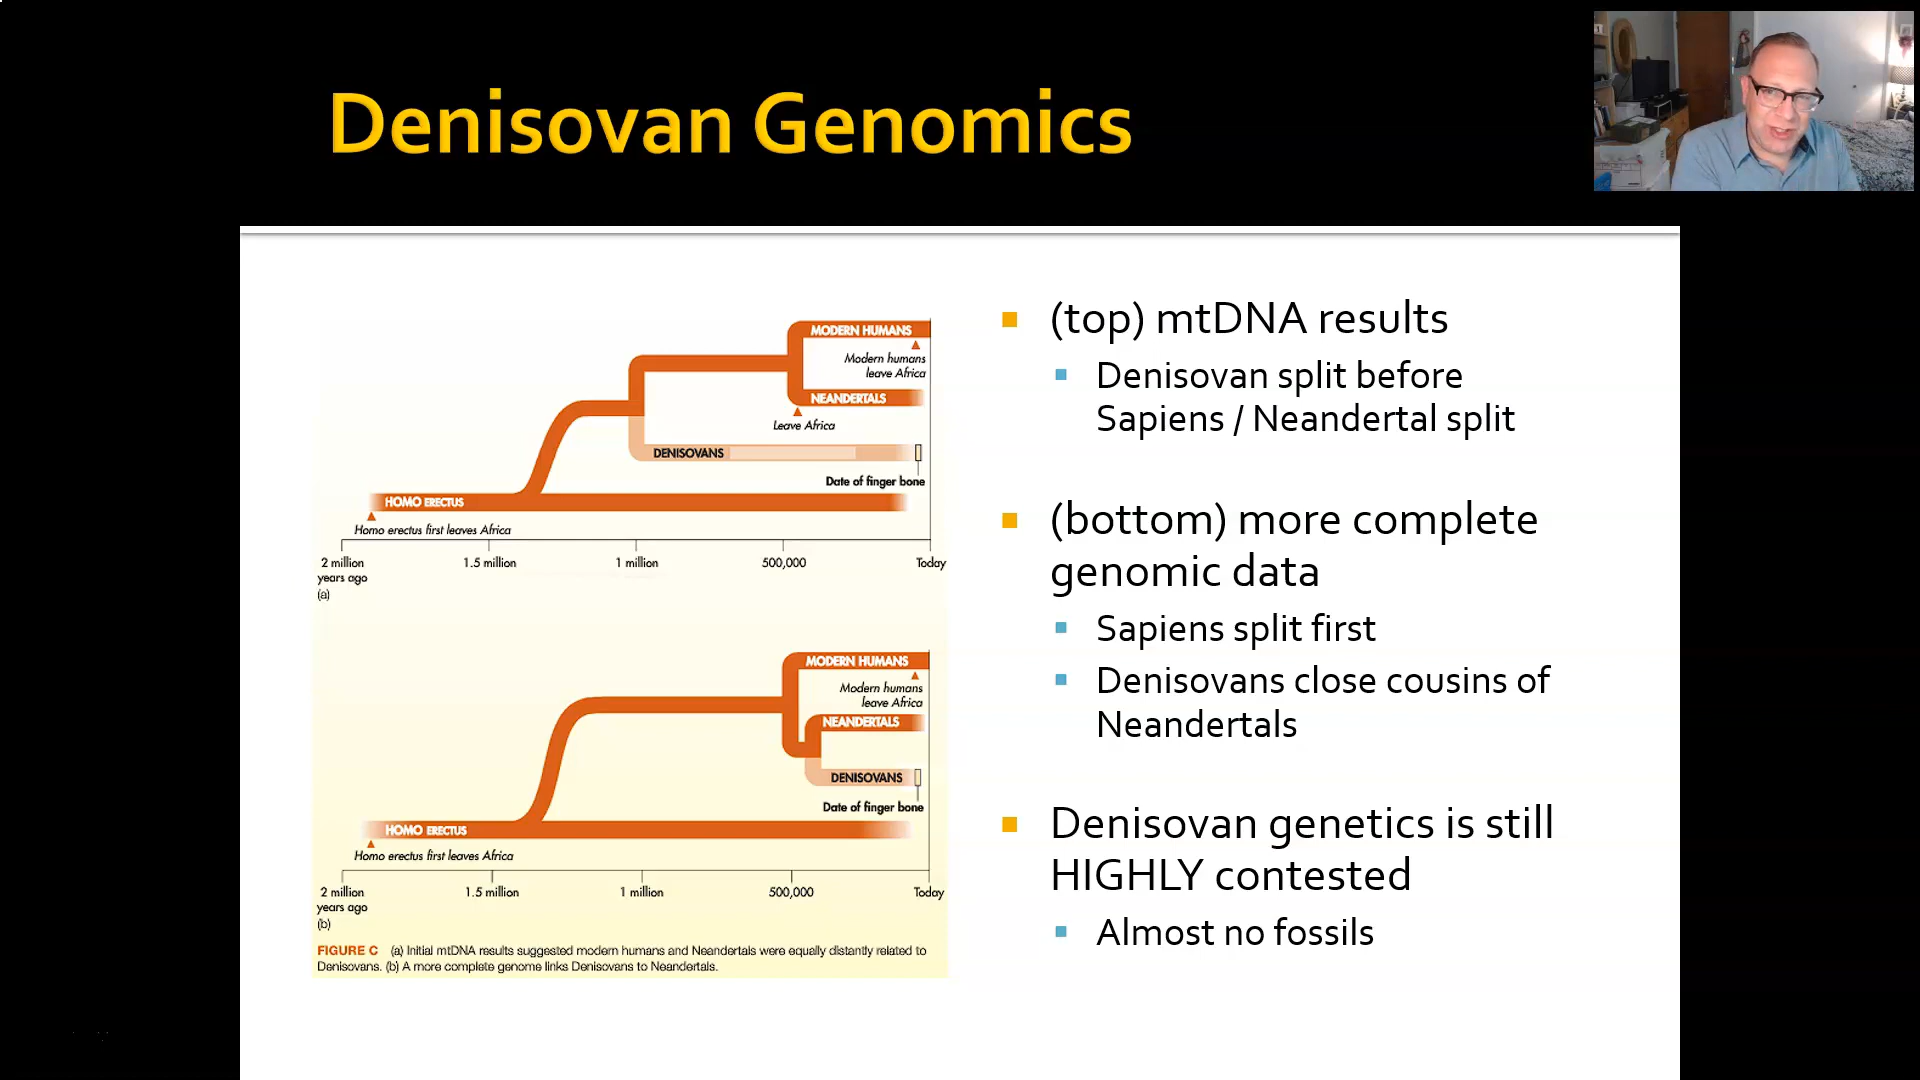 Denisovan Genomics
MODERN HUMANS
Modern humans
leave Africa
NEANDERTALS
Leave Africa
DENISOVANS
Date of finger bone
HOMO ERECTUS
Homo erectus first leaves Africa
2 million
years ago
1.5 million
1 million
500,000
Today
(a)
MODERN HUMANS
Modern humans
leave Africa
NEANDERTALS
DENISOVANS
Date of finger bone
HOMO ERECTUS
Homo erectus first leaves Africa
2 million
years ago
1.5 million
1 million
500,000
Today
(b)
FIGURE C (a) Initial mtDNA results suggested modern humans and Neandertals were equally distantly related to
Denisovans. (b) A more complete genome links Denisovans to Neandertals.
(top) mtDNA results
Denisovan split before
Sapiens / Neandertal split
(bottom) more complete
genomic data
Sapiens split first
Denisovans close cousins of
Neandertals
Denisovan genetics is still
HIGHLY contested
Almost no fossils